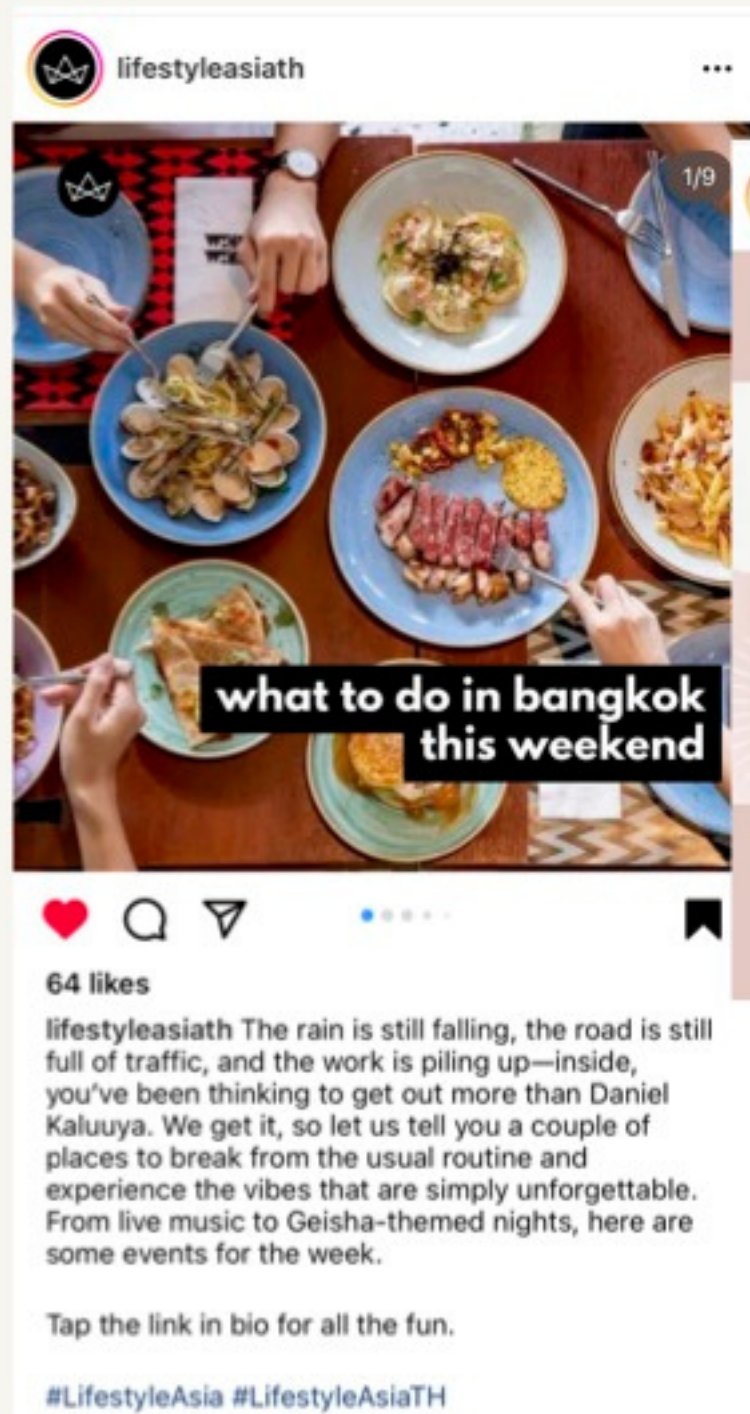 lifestyleasiath
1/9
what to do in bangkok
this weekend
64 likes
lifestyleasiath The rain is still falling, the road is still
full of traffic, and the work is piling up—inside,
you've been thinking to get out more than Daniel
Kaluuya. We get it, so let us tell you a couple of
places to break from the usual routine and
experience the vibes that are simply unforgettable.
From live music to Geisha-themed nights, here are
some events for the week.
Tap the link in bio for all the fun.
#LifestyleAsia #LifestyleAsiaTH